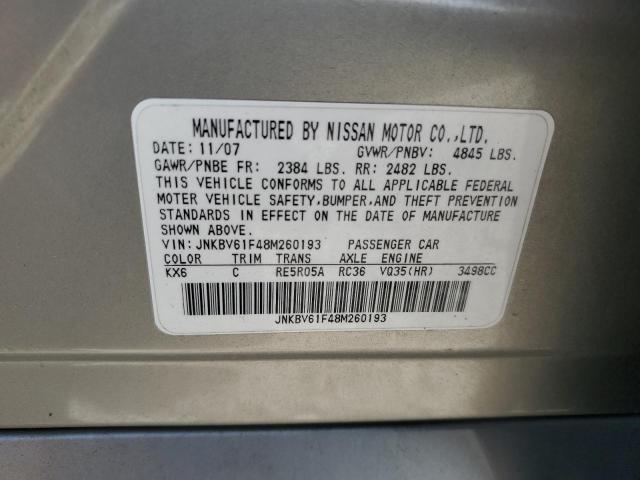 MANUFACTURED BY NISSAN MOTOR CO.,LTD.
DATE: 11/07 GVWR/PNBV: 4845 LBS.
GAWR/PNBE FR: 2384 LBS. RR: 2482 LBS.
THIS VEHICLE CONFORMS TO ALL APPLICABLE FEDERAL
MOTOR VEHICLE SAFETY,BUMPER,AND THEFT PREVENTION
STANDARDS IN EFFECT ON THE DATE OF MANUFACTURE
SHOWN ABOVE.
VIN: JNKBV61F48M260193 PASSENGER CAR
COLOR TRIM TRANS AXLE ENGINE
KX6 C RE5R05A RC36 VQ35(HR) 3498CC
JNKBV61F48M260193